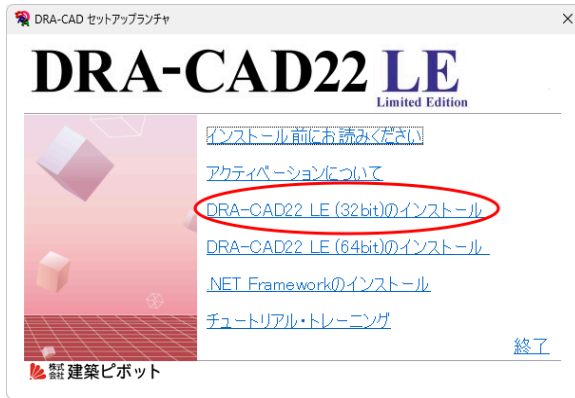 DRA-CAD セットアップランチャ
DRA-CAD22 LE
Limited Edition
インストール前にお読みください
アクティベーションについて
DRA-CAD22 LE (32bit)のインストール
DRA-CAD22 LE (64bit)のインストール
.NET Frameworkのインストール
チュートリアル・トレーニング
終了
株式会社 建築ピボット